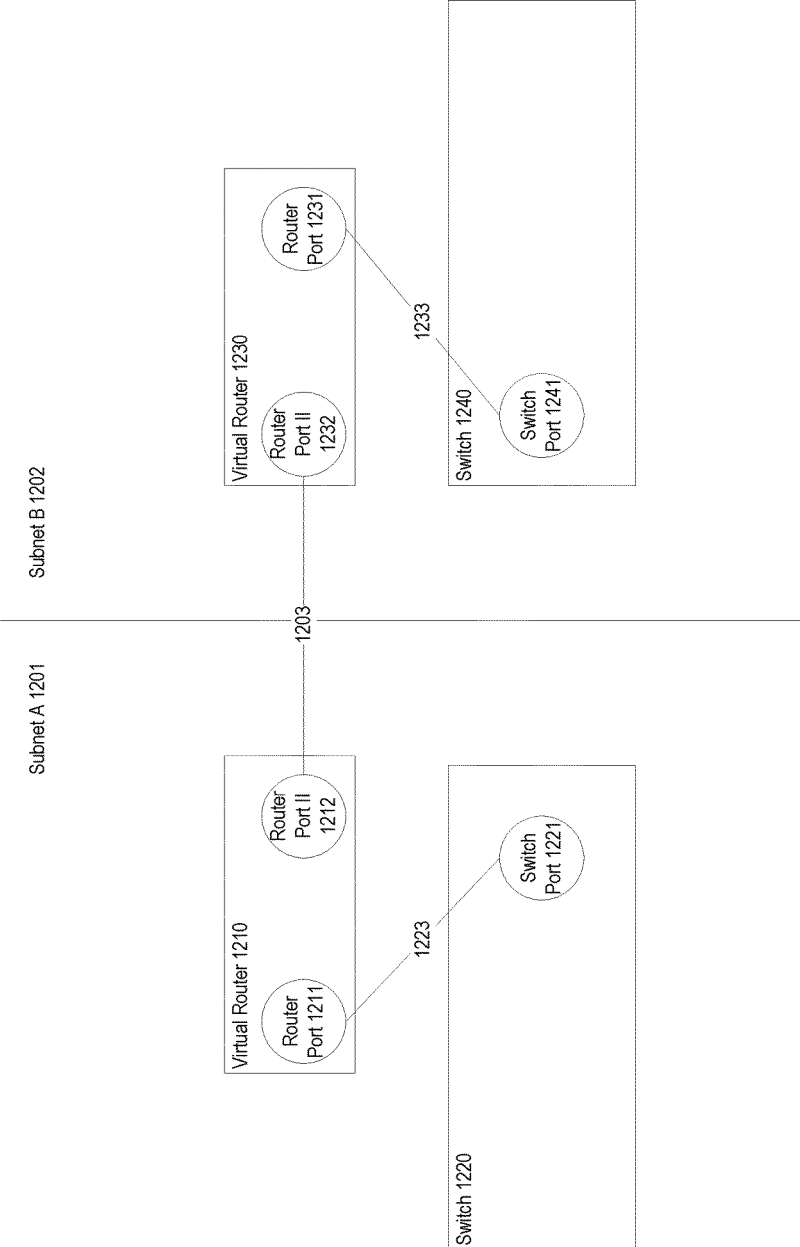 Subnet A 1201
Subnet B 1202
Virtual Router 1210
Router
Port 1211
Router
Port II
1212
1203
Virtual Router 1230
Router
Port II
1232
Router
Port 1231
1223
1233
Switch 1220
Switch
Port 1221
Switch 1240
Switch
Port 1241